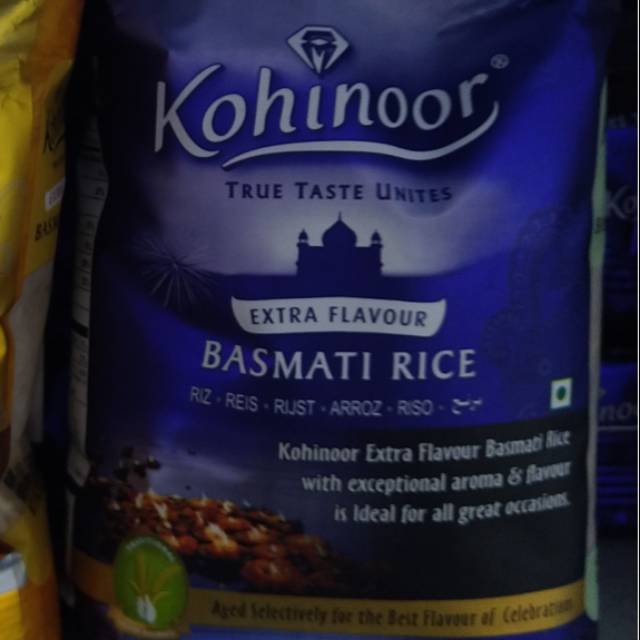 Kohinoor®
TRUE TASTE UNITES
EXTRA FLAVOUR
BASMATI RICE
RIZ · REIS · RIJST · ARROZ · RISO ·
Kohinoor Extra Flavour Basmati Rice
with exceptional aroma & flavour
is Ideal for all great occasions.
Aged Selectively for the Best Flavour of Celebration